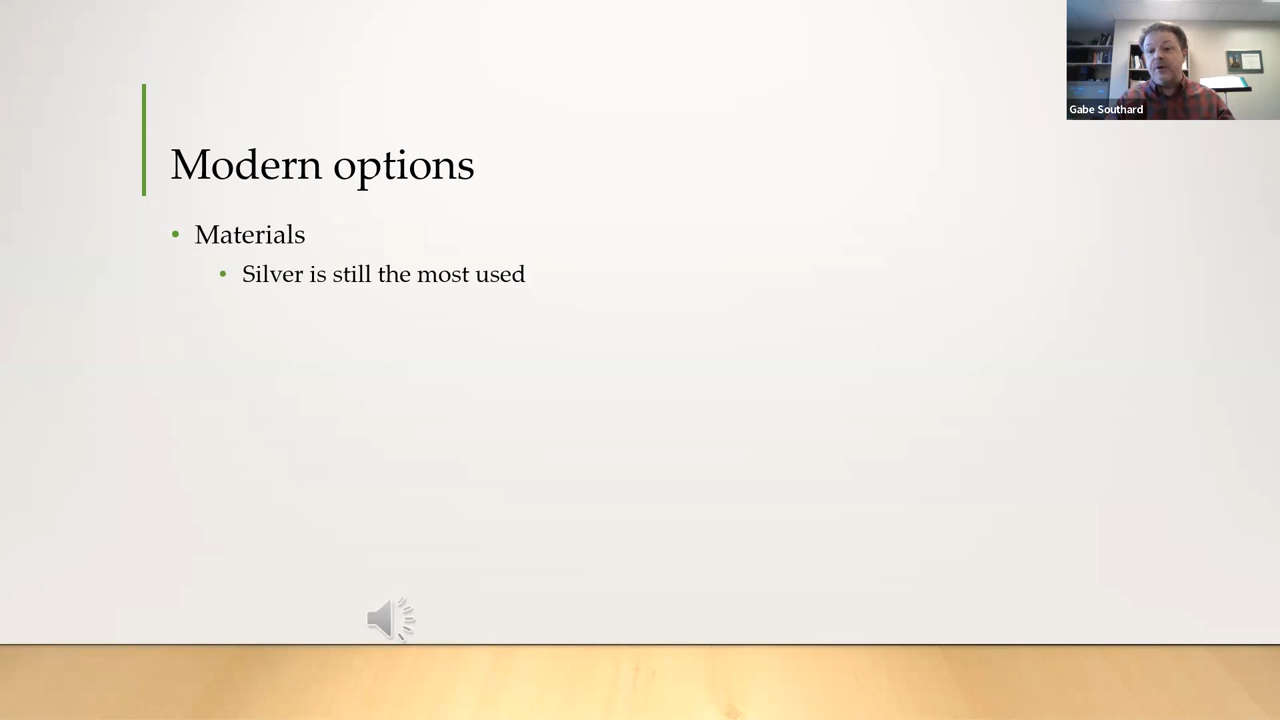 Gabe Southard
Modern options
• Materials
• Silver is still the most used